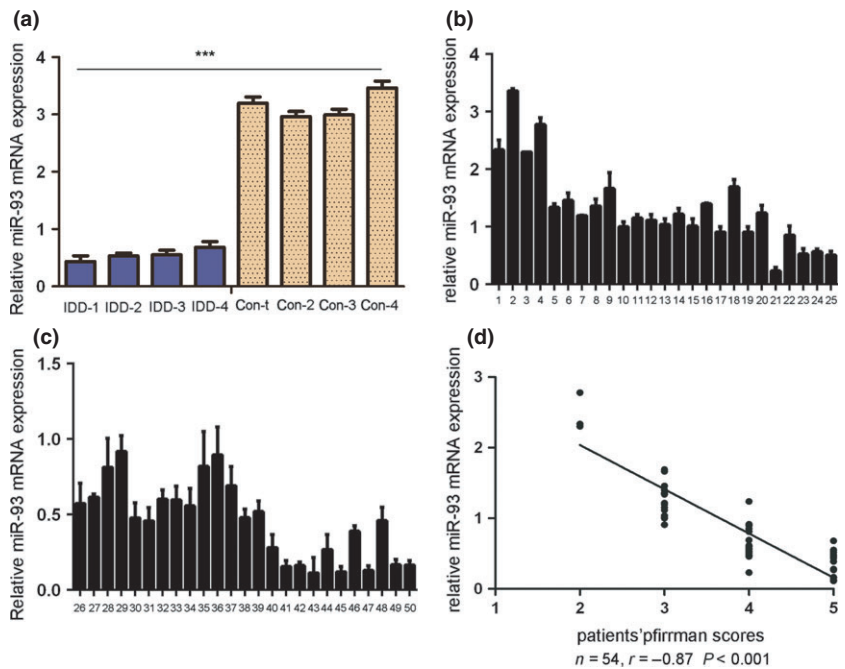 (a)
Relative miR-93 mRNA expression
***
4
3
2
1
0
IDD-1 IDD-2 IDD-3 IDD-4 Con-t Con-2 Con-3 Con-4
(b)
relative miR-93 mRNA expression
4
3
2
1
0
1 2 3 4 5 6 7 8 9 10 11 12 13 14 15 16 17 18 19 20 21 22 23 24 25
(c)
Relative miR-93 mRNA expression
1.5
1.0
0.5
0.0
26 27 28 29 30 31 32 33 34 35 36 37 38 39 40 41 42 43 44 45 46 47 48 49 50
(d)
relative miR-93 mRNA expression
3
2
1
0
1 2 3 4 5
patients'pfirrman scores
n = 54, r = –0.87 P < 0.001